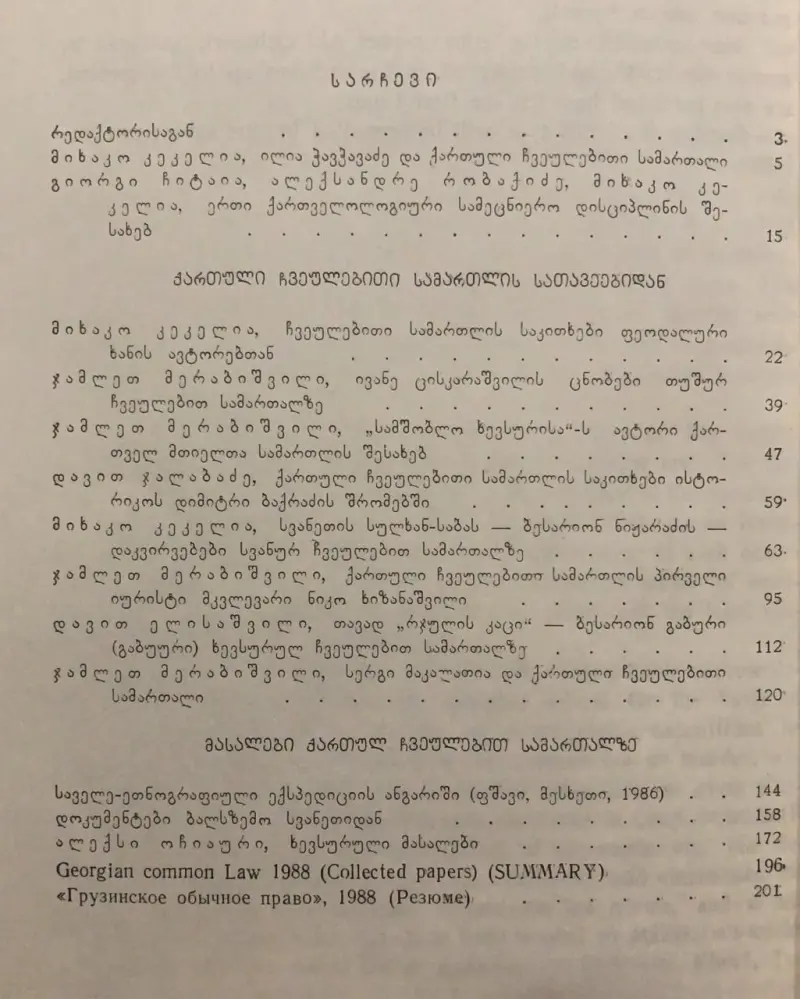 სარჩევი
რედაქტორისაგან . . . . . . . . . . . . . . 3
მიხაკო კეკელია, ილია ჭავჭავაძე და ქართული ჩვეულებითი სამართალი 5
გიორგი ჩიტაია, ალექსანდრე რობაქიძე, მიხაკო კე-
კელია, ერთი ქართველოლოგიური სამეცნიერო დისციპლინის შე-
სახებ . . . . . . . . . . . . . . . 15
ქართული ჩვეულებითი სამართლის სათავეებიდან
მიხაკო კეკელია, ჩვეულებითი სამართლის საკითხები ფეოდალური
ხანის ავტორებთან . . . . . . . . . . . . 22
ჯამლეთ მერაბიშვილი, ივანე ცისკარაშვილის ცნობები თუშურ
ჩვეულებით სამართალზე . . . . . . . . . . 39
ჯამლეთ მერაბიშვილი, „სამშობლო ხევსურისა“-ს ავტორი ქარ-
თველ მთიელთა სამართლის შესახებ . . . . . . . 47
დავით ჯალაბაძე, ქართული ჩვეულებითი სამართლის საკითხები ისტო-
რიკოს დიმიტრი ბაქრაძის შრომებში . . . . . . . . 59
მიხაკო კეკელია, სვანეთის სულხან-საბას — ბესარიონ ნიჟარაძის —
დაკვირვებები სვანურ ჩვეულებით სამართალზე . . . . . 63
ჯამლეთ მერაბიშვილი, ქართული ჩვეულებითი სამართლის პირველი
იურისტი მკვლევარი ნიკო ხიზანაშვილი . . . . . . 95
დავით ელისაშვილი, თავად „რჯულის კაცი“ — ბესარიონ გაბური
(გაბუური) ხევსურულ ჩვეულებით სამართალზე . . . . . 112
ჯამლეთ მერაბიშვილი, სერგი მაკალათია და ქართული ჩვეულებითი
სამართალი . . . . . . . . . . . . . 120
მასალები ქართულ ჩვეულებით სამართალზე
საველე-ეთნოგრაფიული ექსპედიციის ანგარიში (ფშავი, მესხეთი, 1986) . . 144
დოკუმენტები ბალსზემო სვანეთიდან . . . . . . . . 158
ალექსი ოჩიაური, ხევსურული მასალები . . . . . . 172
Georgian common Law 1988 (Collected papers) (SUMMARY) 196
«Грузинское обычное право», 1988 (Резюме) . . . . . . 201